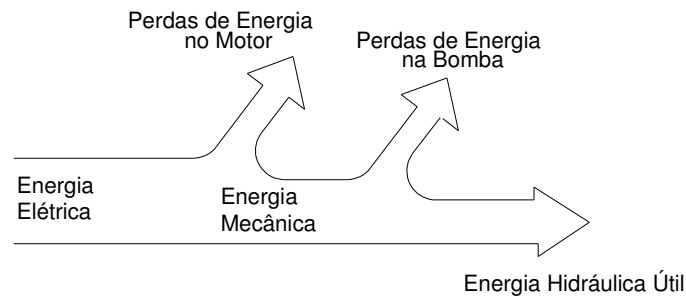 Perdas de Energia
no Motor
Perdas de Energia
na Bomba
Energia
Elétrica
Energia
Mecânica
Energia Hidráulica Útil